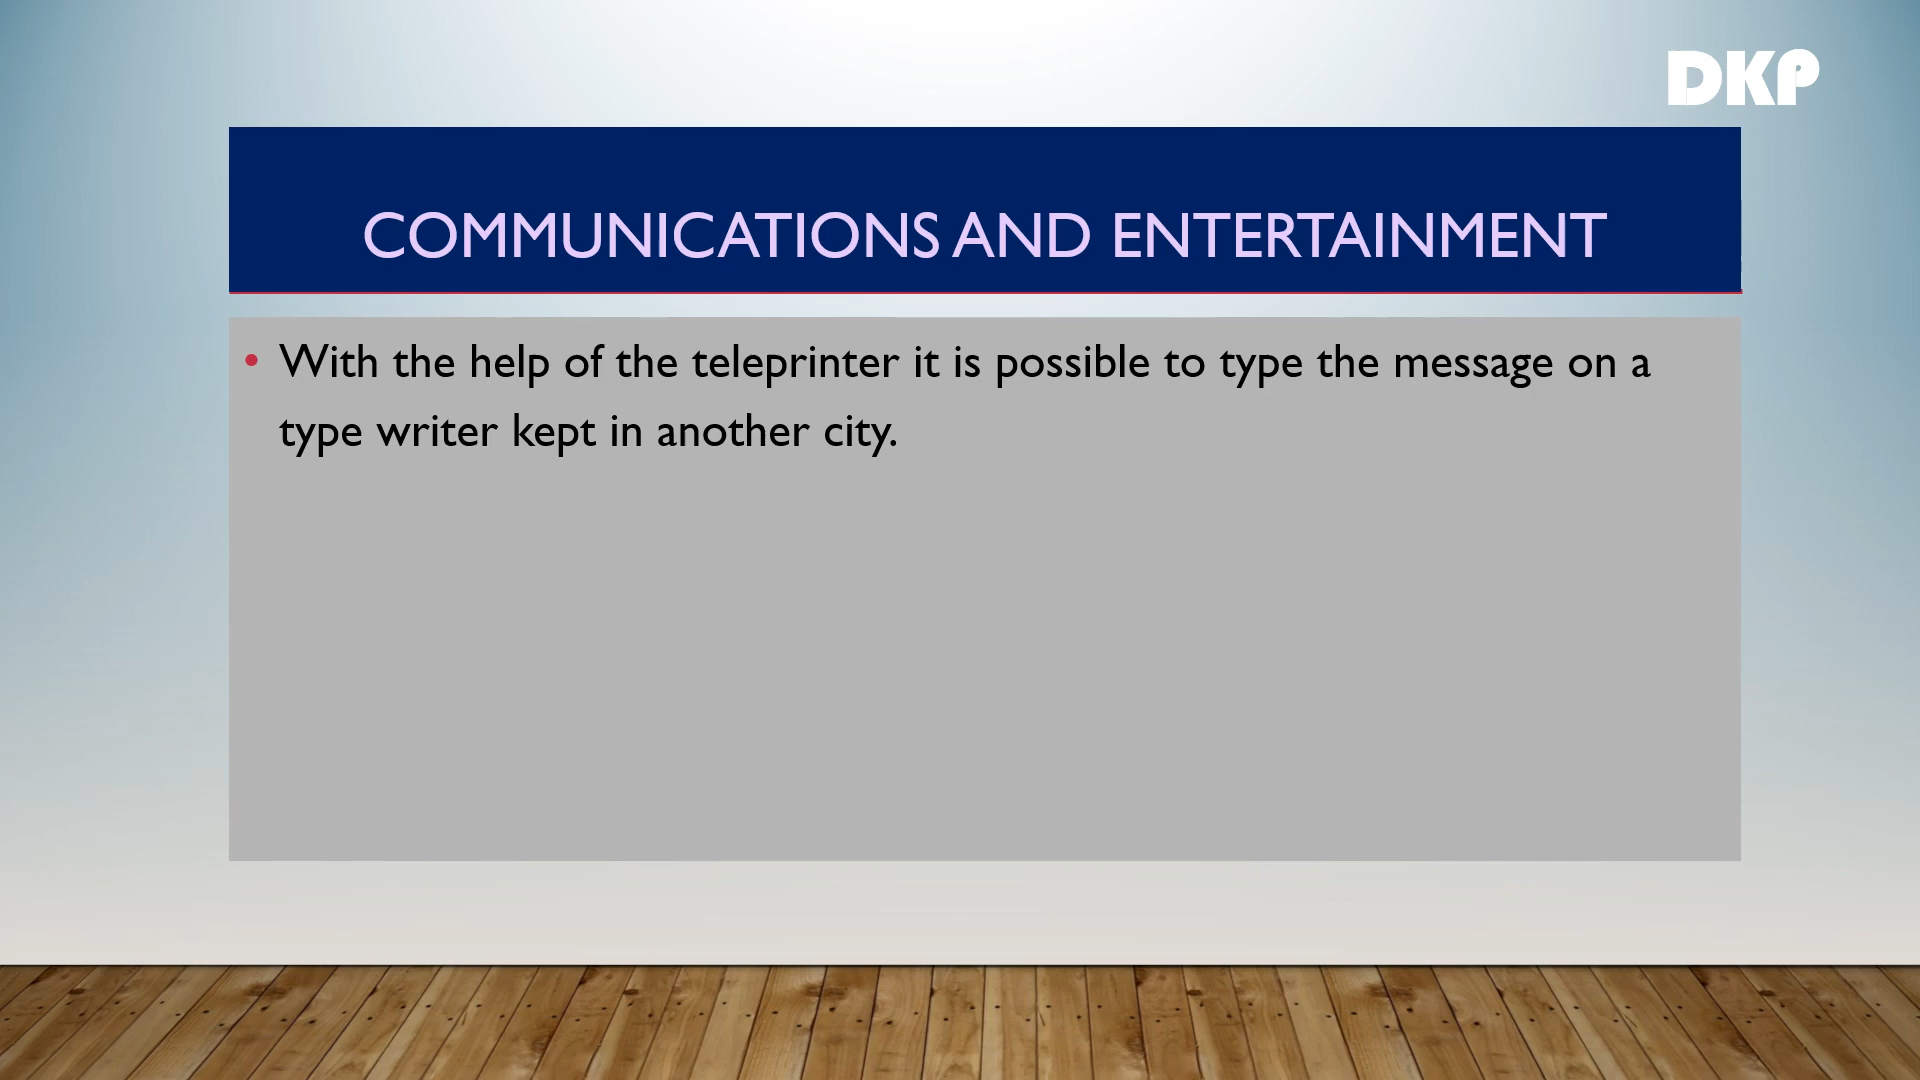 DKP
COMMUNICATIONS AND ENTERTAINMENT
• With the help of the teleprinter it is possible to type the message on a
type writer kept in another city.